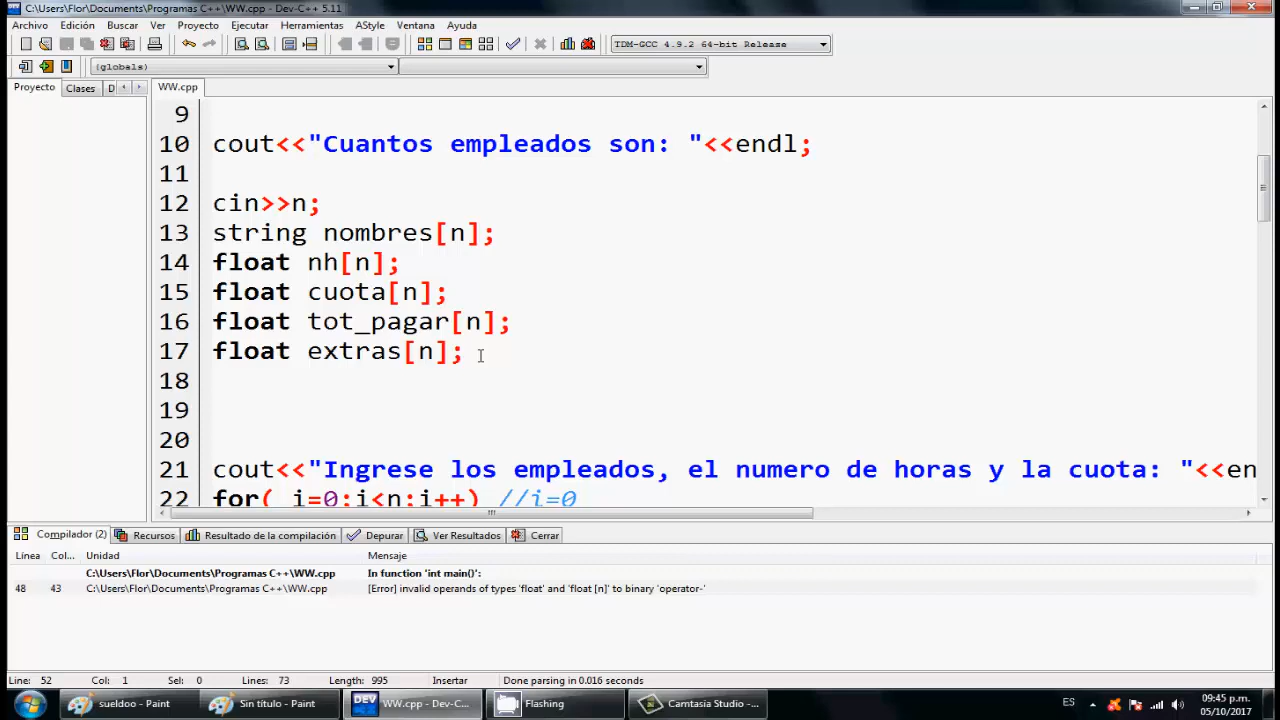 C:\Users\Flor\Documents\Programas C++\WW.cpp - Dev-C++ 5.11
Archivo Edición Buscar Ver Proyecto Ejecutar Herramientas AStyle Ventana Ayuda
TDM-GCC 4.9.2 64-bit Release
(globals)
Proyecto Clases D WW.cpp
9
10 cout<<"Cuantos empleados son: "<<endl;
11
12 cin>>n;
13 string nombres[n];
14 float nh[n];
15 float cuota[n];
16 float tot_pagar[n];
17 float extras[n];
18
19
20
21 cout<<"Ingrese los empleados, el numero de horas y la cuota: "<<en
22 for( i=0;i<n;i++) //i=0
Compilador (2) Recursos Resultado de la compilación Depurar Ver Resultados Cerrar
Línea Col... Unidad Mensaje
C:\Users\Flor\Documents\Programas C++\WW.cpp In function 'int main()':
48 43 C:\Users\Flor\Documents\Programas C++\WW.cpp [Error] invalid operands of types 'float' and 'float [n]' to binary 'operator-'
Line: 52 Col: 1 Sel: 0 Lines: 73 Length: 995 Insertar Done parsing in 0.016 seconds
sueldoo - Paint Sin título - Paint DEV WW.cpp - Dev-C... Flashing Camtasia Studio -... ES 09:45 p.m.
05/10/2017